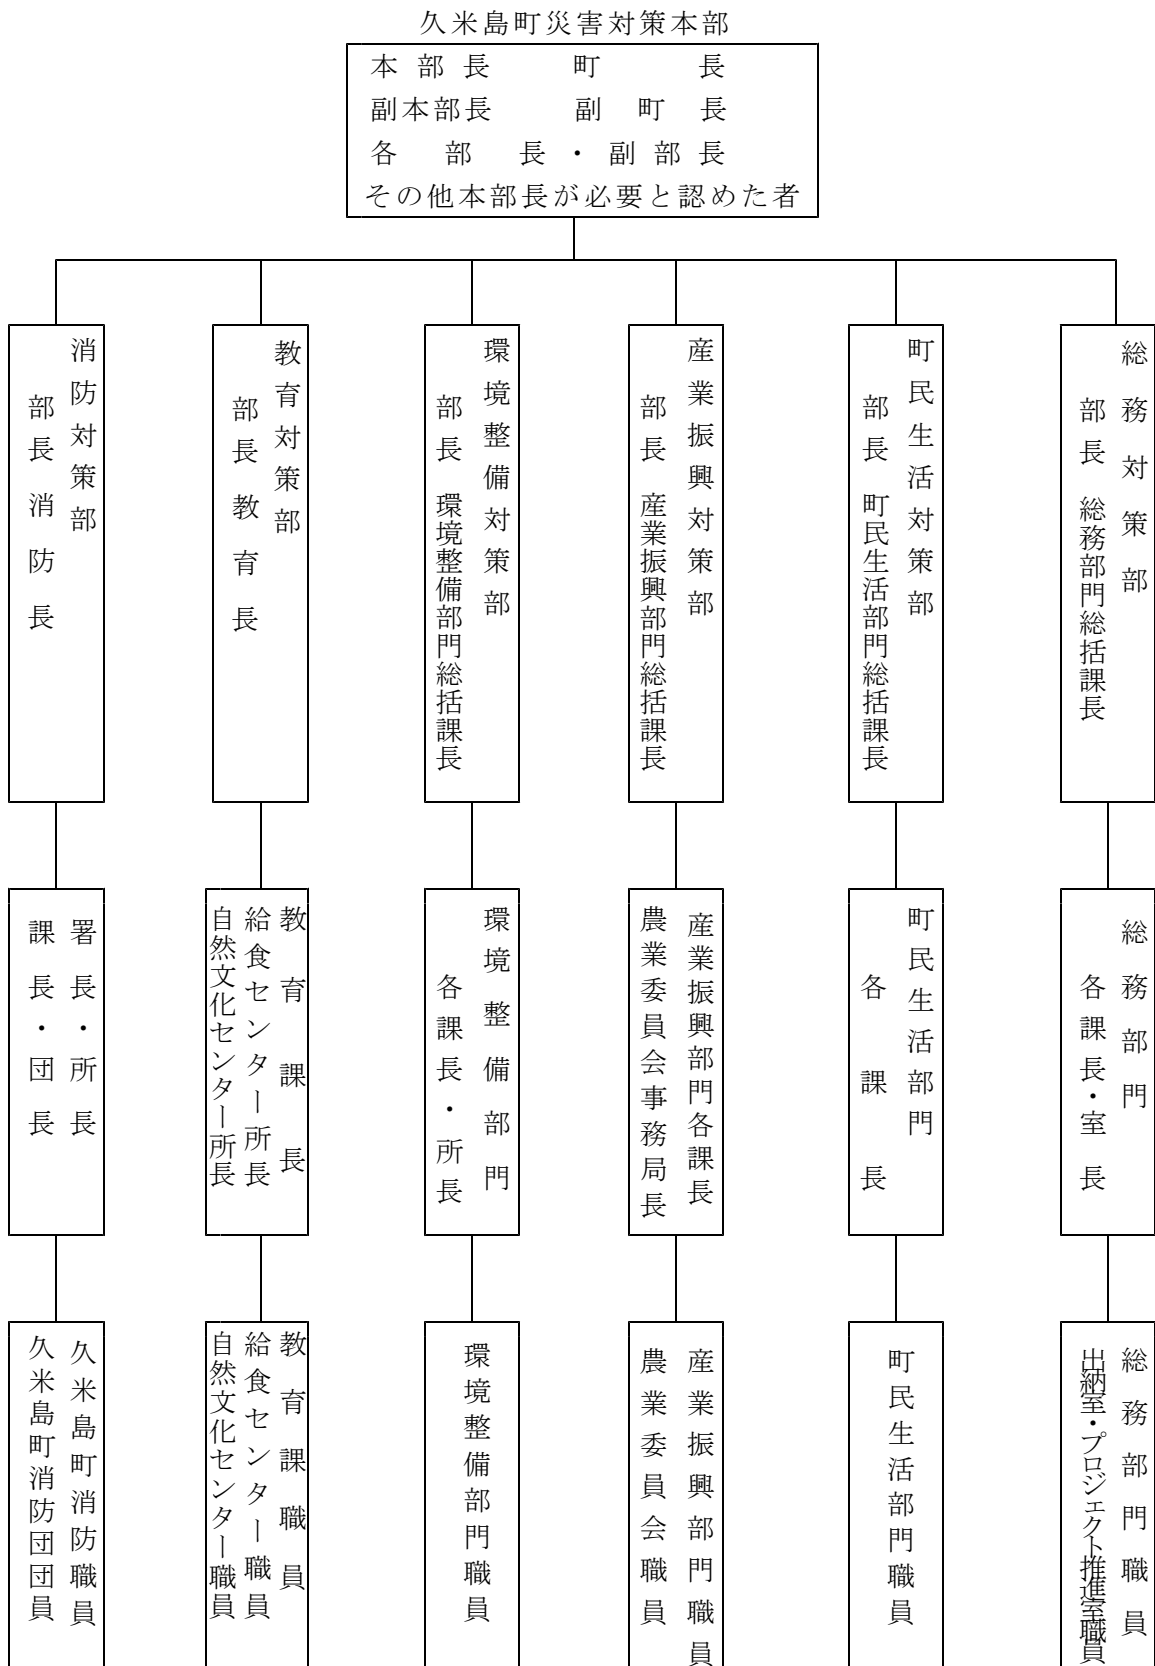 久米島町災害対策本部
本部長 町長
副本部長 副町長
各部長・副部長
その他本部長が必要と認めた者
総務対策部
部長 総務部門総括課長
町民生活対策部
部長 町民生活部門総括課長
産業振興対策部
部長 産業振興部門総括課長
環境整備対策部
部長 環境整備部門総括課長
教育対策部
部長 教育長
消防対策部
部長 消防長
総務部門
各課長・室長
町民生活部門
各課長
産業振興部門各課長
農業委員会事務局長
環境整備部門
各課長・所長
教育課長
給食センター所長
自然文化センター所長
署長・所長
課長・団長
総務部門職員
出納室・プロジェクト推進室職員
町民生活部門職員
産業振興部門職員
農業委員会職員
環境整備部門職員
教育課職員
給食センター職員
自然文化センター職員
久米島町消防職員
久米島町消防団団員